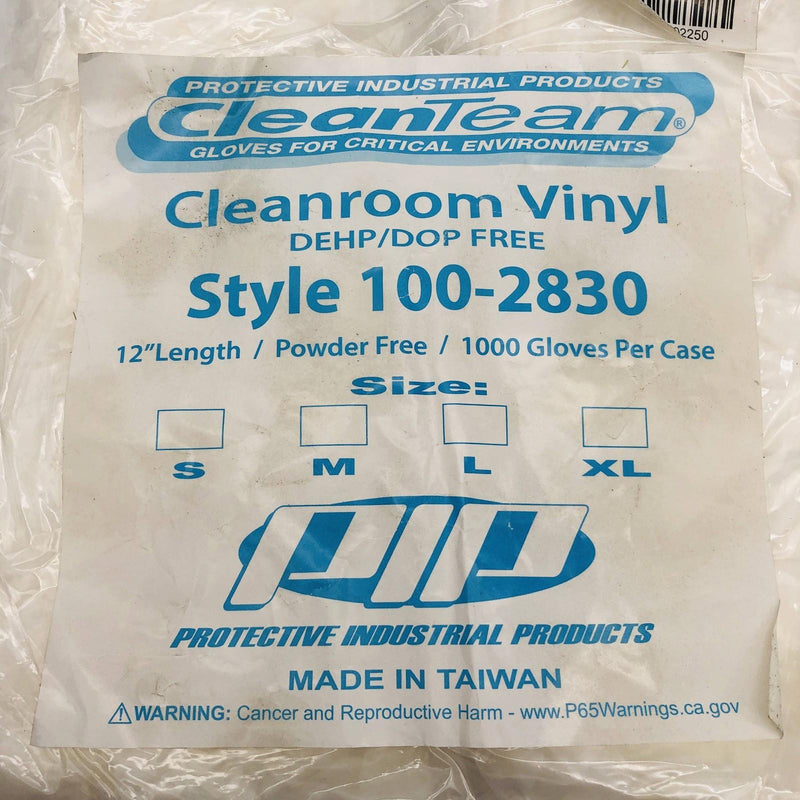 02250
PROTECTIVE INDUSTRIAL PRODUCTS
CleanTeam®
GLOVES FOR CRITICAL ENVIRONMENTS
Cleanroom Vinyl
DEHP/DOP FREE
Style 100-2830
12”Length / Powder Free / 1000 Gloves Per Case
Size:
S M L XL
PIP
PROTECTIVE INDUSTRIAL PRODUCTS
MADE IN TAIWAN
⚠WARNING: Cancer and Reproductive Harm - www.P65Warnings.ca.gov